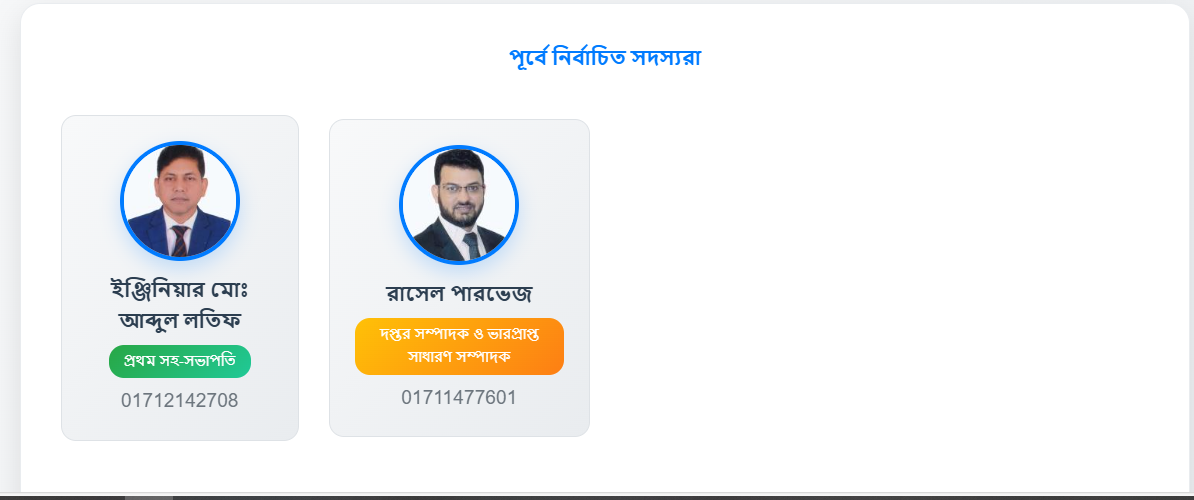 পূর্বে নির্বাচিত সদস্যরা
ইঞ্জিনিয়ার মোঃ
আব্দুল লতিফ
প্রথম সহ-সভাপতি
01712142708
রাসেল পারভেজ
দপ্তর সম্পাদক ও ভারপ্রাপ্ত
সাধারণ সম্পাদক
01711477601